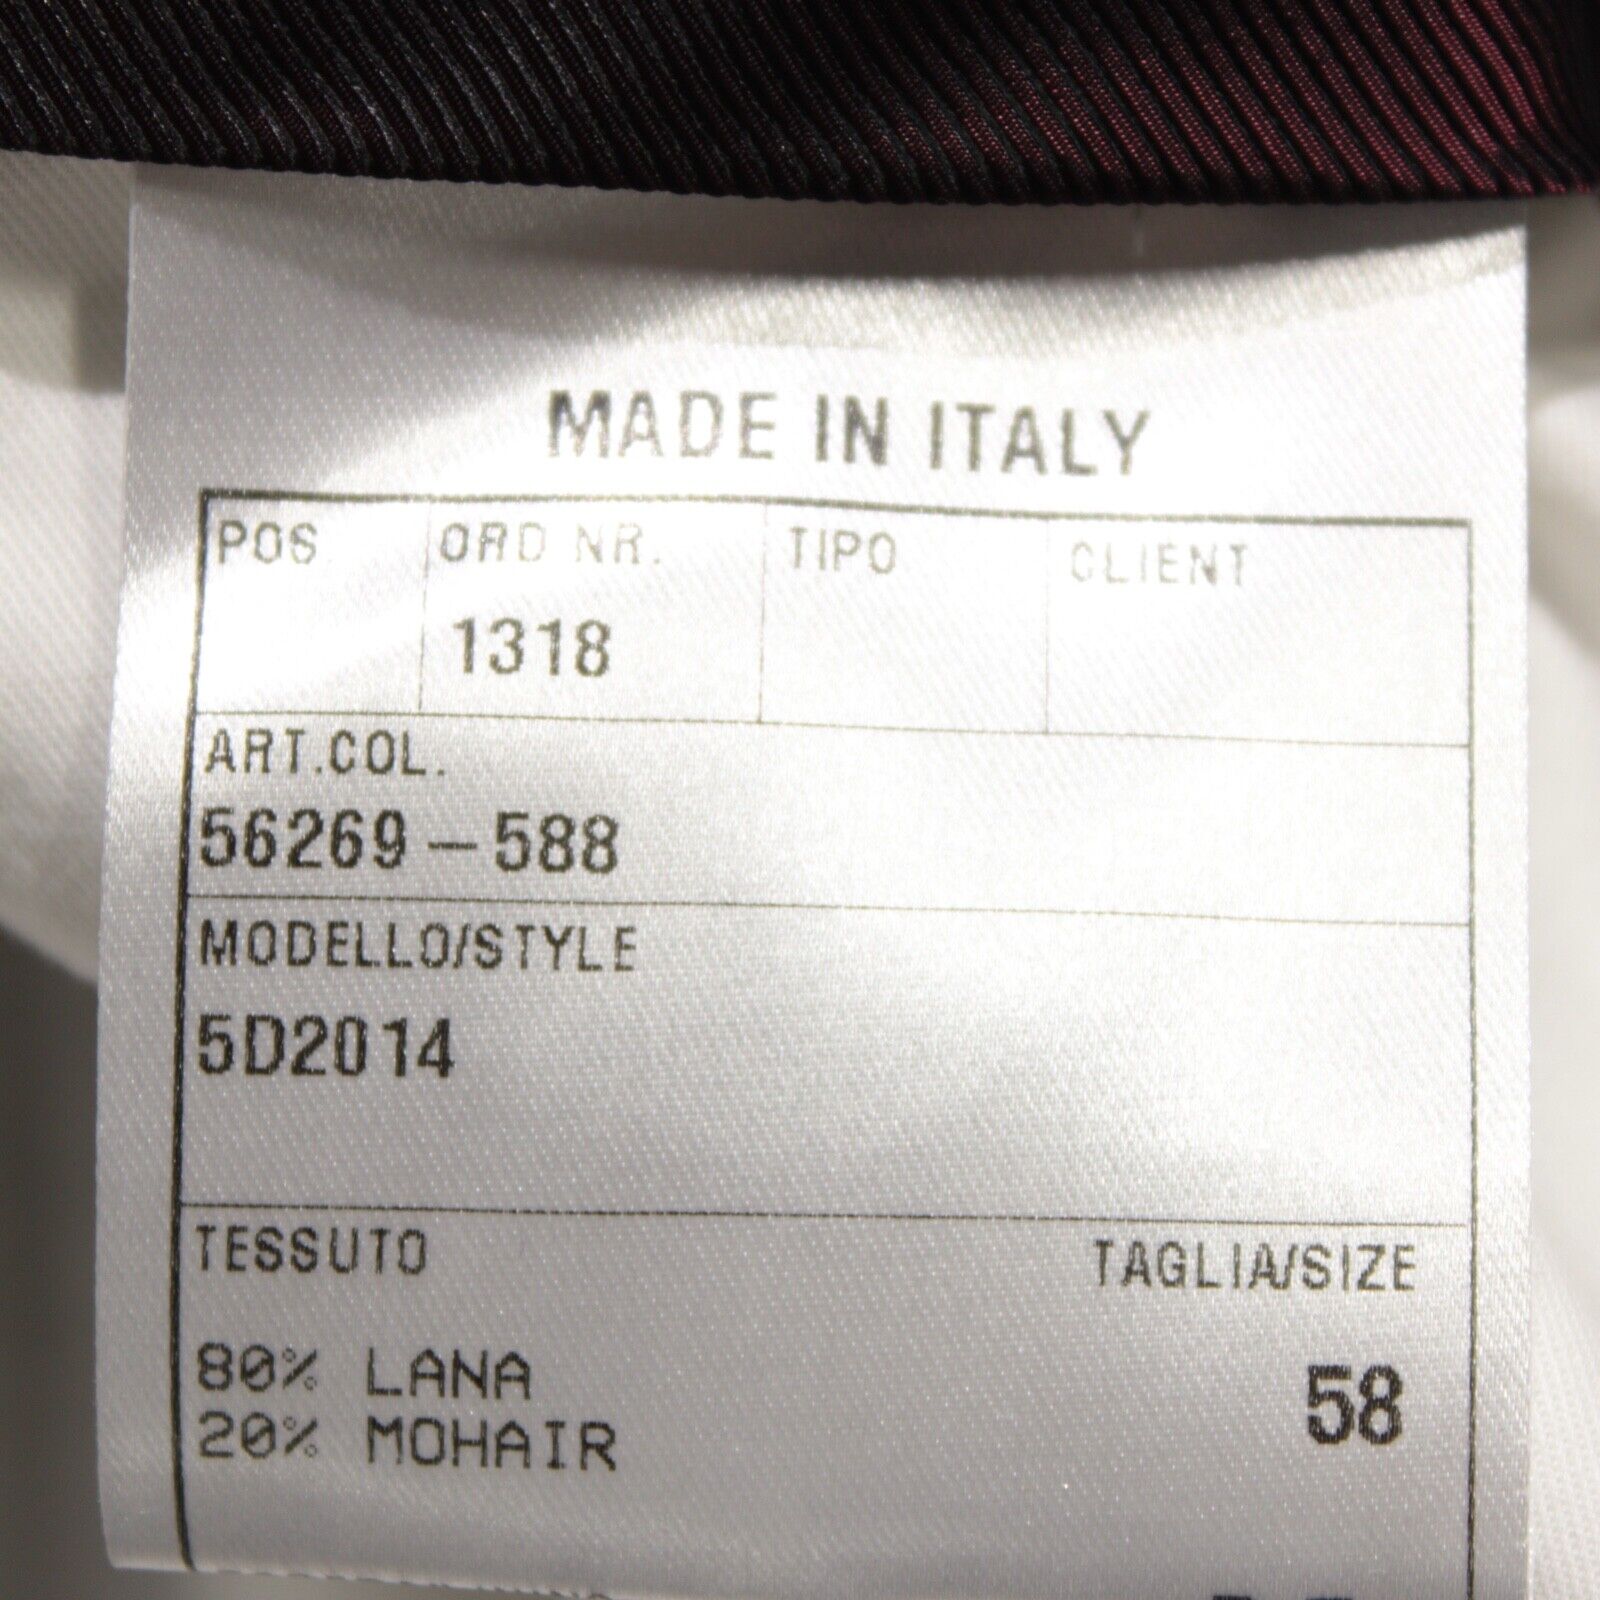 MADE IN ITALY
POS. ORD NR. TIPO CLIENT
1318
ART.COL.
56269-588
MODELLO/STYLE
5D2014
TESSUTO TAGLIA/SIZE
80% LANA
58
20% MOHAIR